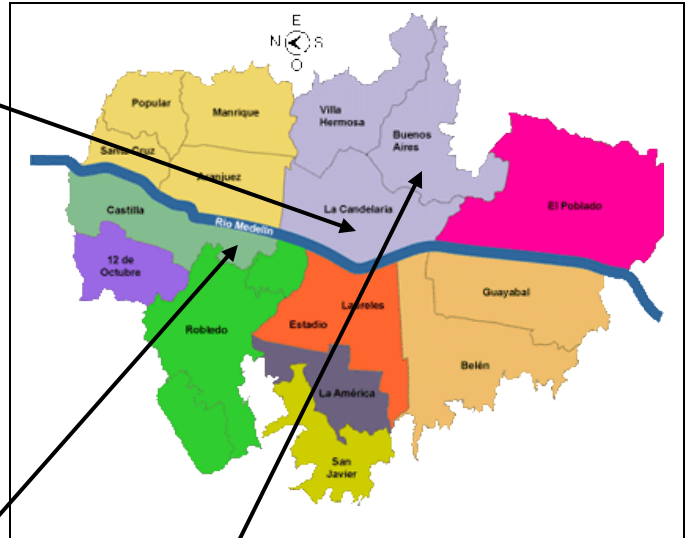 E
N S
O
Popular
Manrique
Villa
Hermosa
Buenos
Aires
Santa Cruz
Aranjuez
La Candelaria
El Poblado
Castilla
Río Medellín
12 de
Octubre
Guayabal
Laureles
Estadio
Robledo
Belén
La América
San
Javier